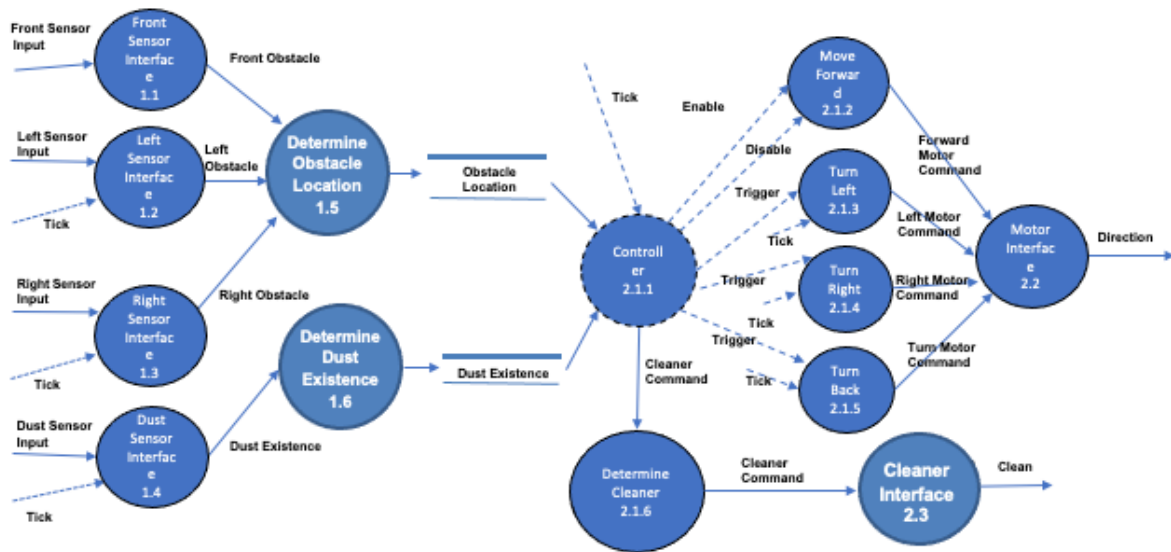 Front Sensor
Input
Front
Sensor
Interfac
e
1.1
Front Obstacle
Left Sensor
Input
Tick
Left
Sensor
Interfac
e
1.2
Left
Obstacle
Determine
Obstacle
Location
1.5
Obstacle
Location
Right Sensor
Input
Tick
Right
Sensor
Interfac
e
1.3
Right Obstacle
Dust Sensor
Input
Tick
Dust
Sensor
Interfac
e
1.4
Dust Existence
Determine
Dust
Existence
1.6
Dust Existence
Tick
Controll
er
2.1.1
Enable
Disable
Trigger
Tick
Trigger
Tick
Trigger
Tick
Move
Forwar
d
2.1.2
Turn
Left
2.1.3
Turn
Right
2.1.4
Turn
Back
2.1.5
Forward
Motor
Command
Left Motor
Command
Right Motor
Command
Turn Motor
Command
Motor
Interfac
e
2.2
Direction
Cleaner
Command
Determine
Cleaner
2.1.6
Cleaner
Command
Cleaner
Interface
2.3
Clean